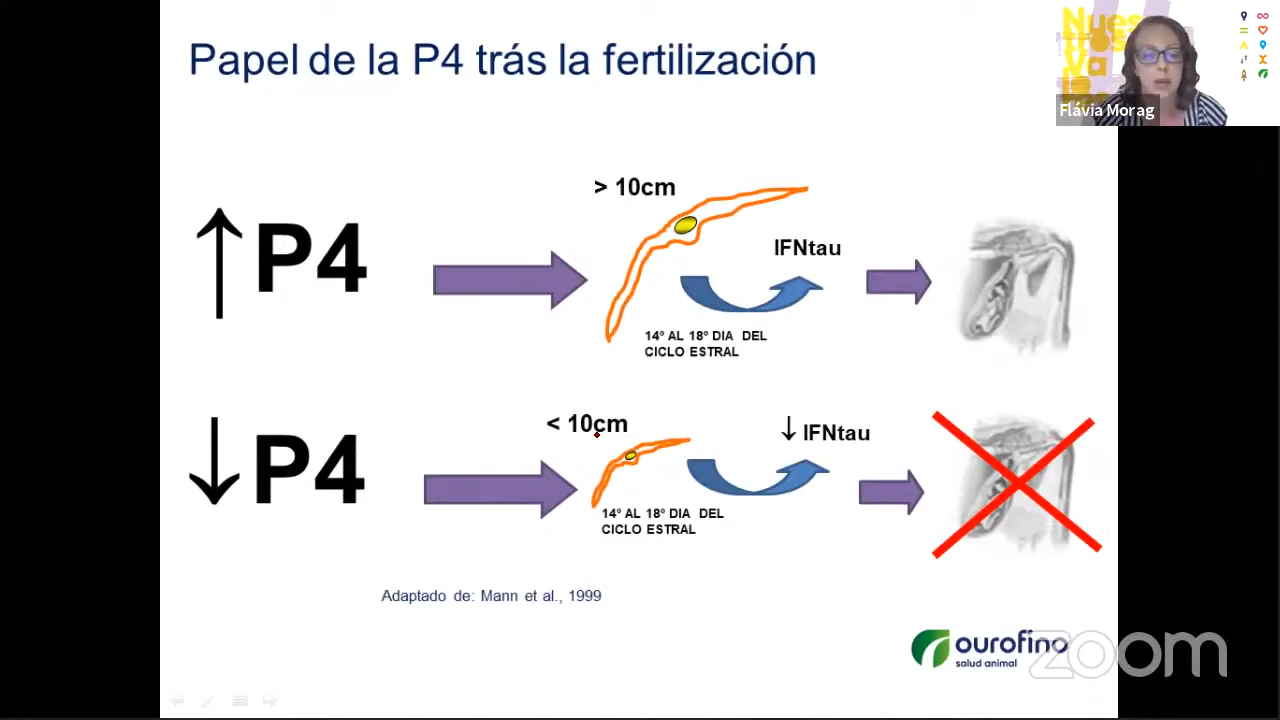 Papel de la P4 trás la fertilización
Flávia Morag
> 10cm
↑P4
IFNtau
14º AL 18º DIA DEL
CICLO ESTRAL
< 10cm
↓ IFNtau
↓P4
14º AL 18º DIA DEL
CICLO ESTRAL
Adaptado de: Mann et al., 1999
ourofino
salud animal
zoom